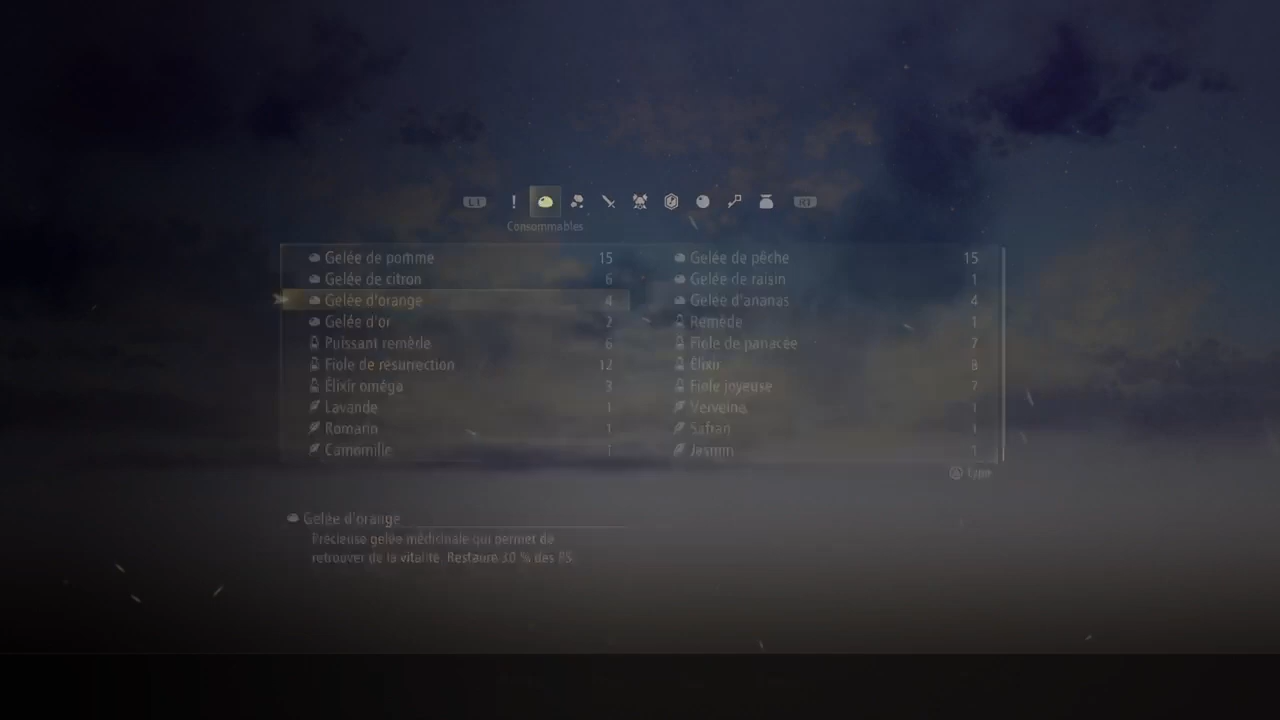 L1
R1
Consommables
Gelée de pomme 15 Gelée de pêche 15
Gelée de citron 6 Gelée de raisin 1
Gelée d'orange 4 Gelée d'ananas 4
Gelée d'or 2 Remède 1
Puissant remède 6 Fiole de panacée 7
Fiole de résurrection 12 Élixir 8
Élixir oméga 3 Fiole joyeuse 7
Lavande 1 Verveine 1
Romarin 1 Safran 1
Camomille 1 Jasmin 1
Type
Gelée d'orange
Précieuse gelée médicinale qui permet de
retrouver de la vitalité. Restaure 30 % des PS.